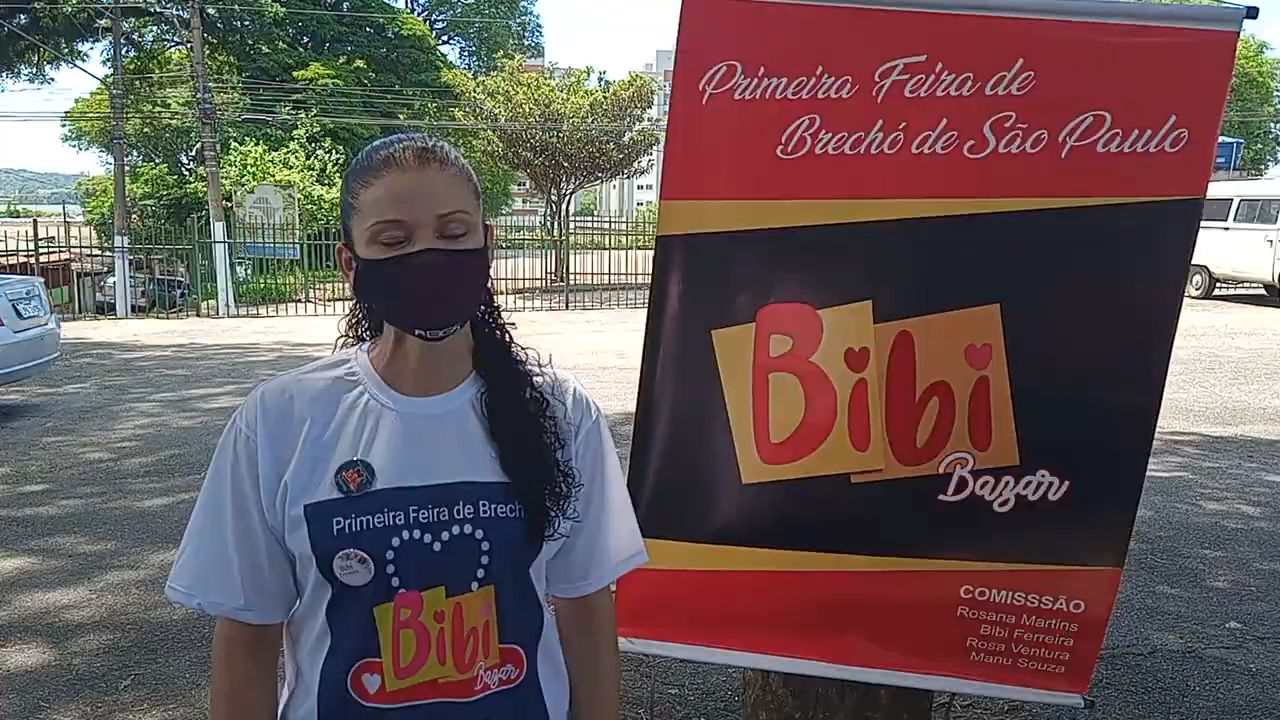 Primeira Feira de
Brechó de São Paulo
Bibi
Bazar
COMISSSÃO
Rosana Martins
Bibi Ferreira
Rosa Ventura
Manu Souza
Primeira Feira de Brech
Bibi
Bazar
Bibi